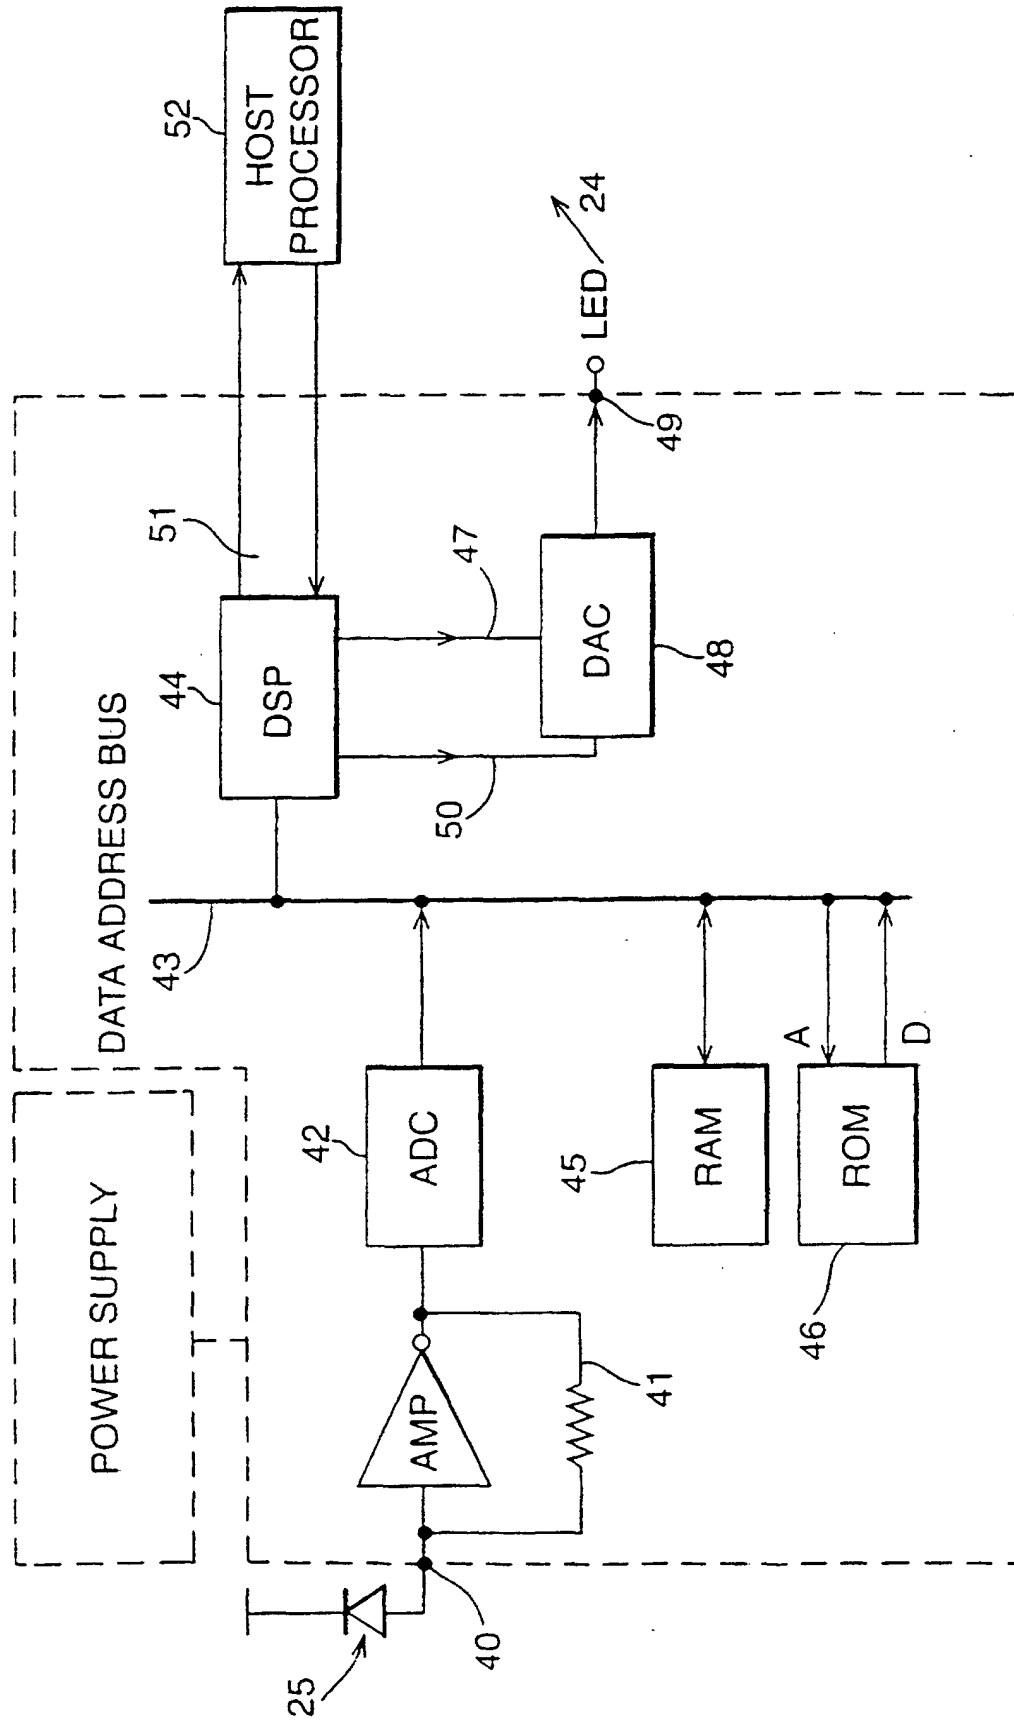 POWER SUPPLY
DATA ADDRESS BUS
43
44
DSP
51
52
HOST
PROCESSOR
25
40
AMP
41
42
ADC
50
47
DAC
48
49
LED
24
45
RAM
46
ROM
A
D